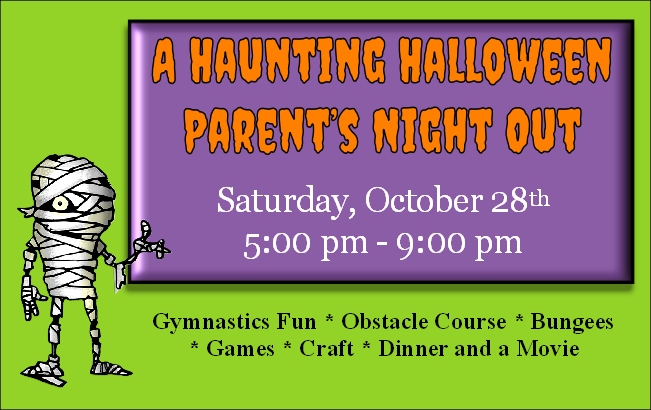 A HAUNTING HALLOWEEN
PARENT'S NIGHT OUT
Saturday, October 28th
5:00 pm - 9:00 pm
Gymnastics Fun * Obstacle Course * Bungees
* Games * Craft * Dinner and a Movie